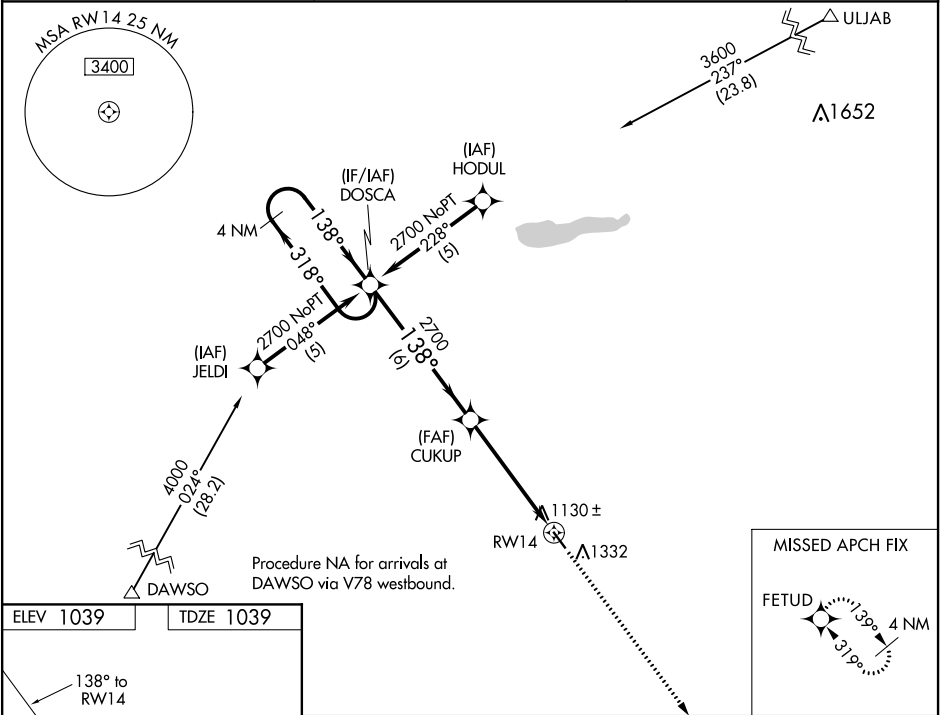 MSA RW14 25 NM
3400
ULJAB
3600
237°
(23.8)
1652
(IAF)
HODUL
(IF/IAF)
DOSCA
4 NM
138°
318°
2700 NoPT
228°
(5)
2700 NoPT
048°
(5)
(IAF)
JELDI
2700
138°
(6)
(FAF)
CUKUP
4000
024°
(28.2)
DAWSO
Procedure NA for arrivals at
DAWSO via V78 westbound.
1130 ±
RW14
1332
MISSED APCH FIX
FETUD
139°
4 NM
319°
ELEV 1039
TDZE 1039
138° to
RW14